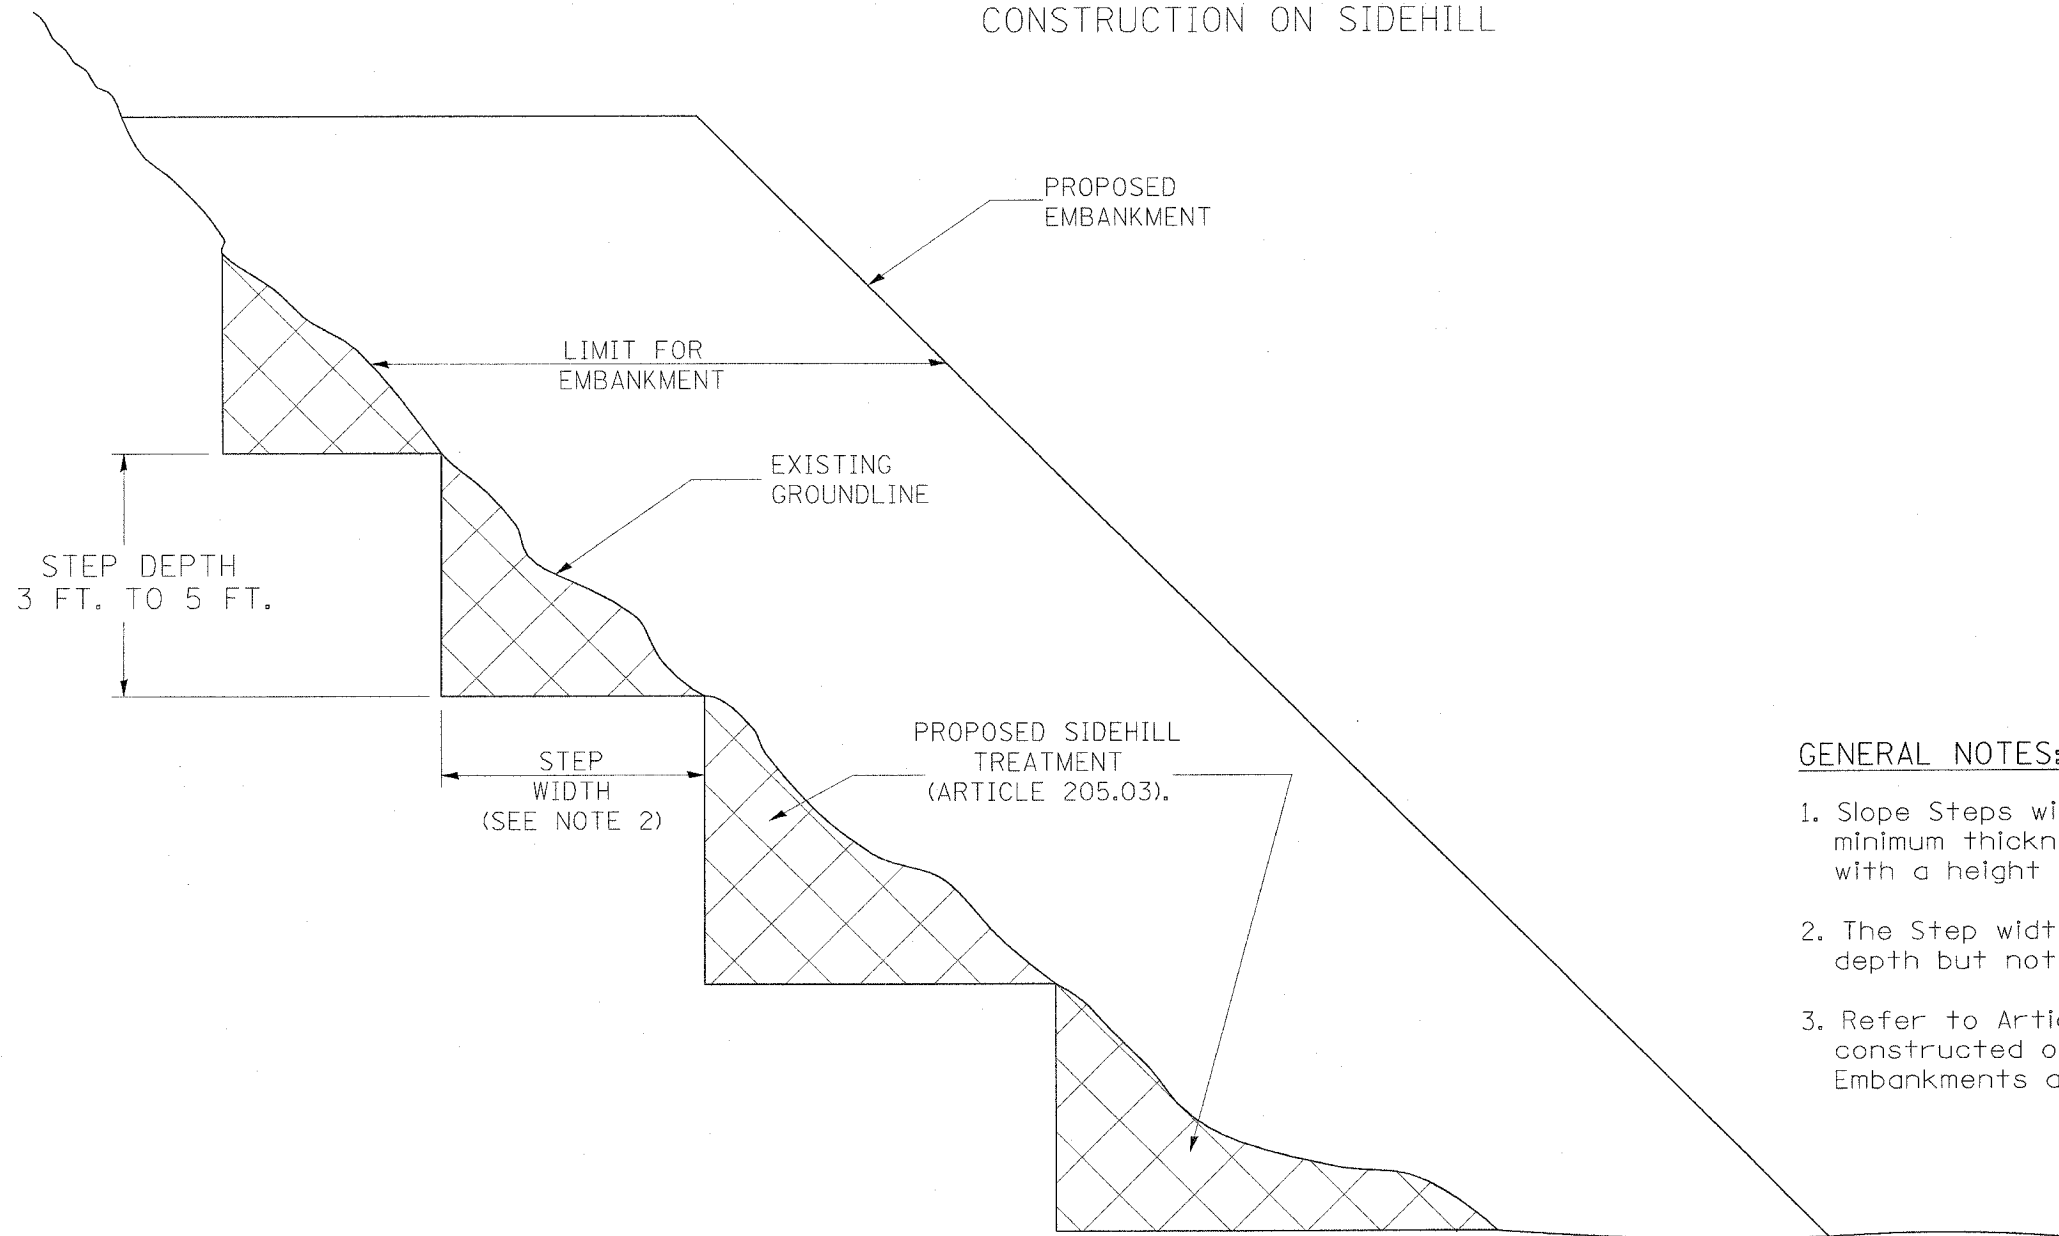 CONSTRUCTION ON SIDEHILL
PROPOSED
EMBANKMENT
LIMIT FOR
EMBANKMENT
EXISTING
GROUNDLINE
STEP DEPTH
3 FT. TO 5 FT.
PROPOSED SIDEHILL
TREATMENT
(ARTICLE 205.03).
STEP
WIDTH
(SEE NOTE 2)
GENERAL NOTES:
1. Slope Steps
minimum
with a height
2. The Step
depth but not
3. Refer to
constructed
Embankments